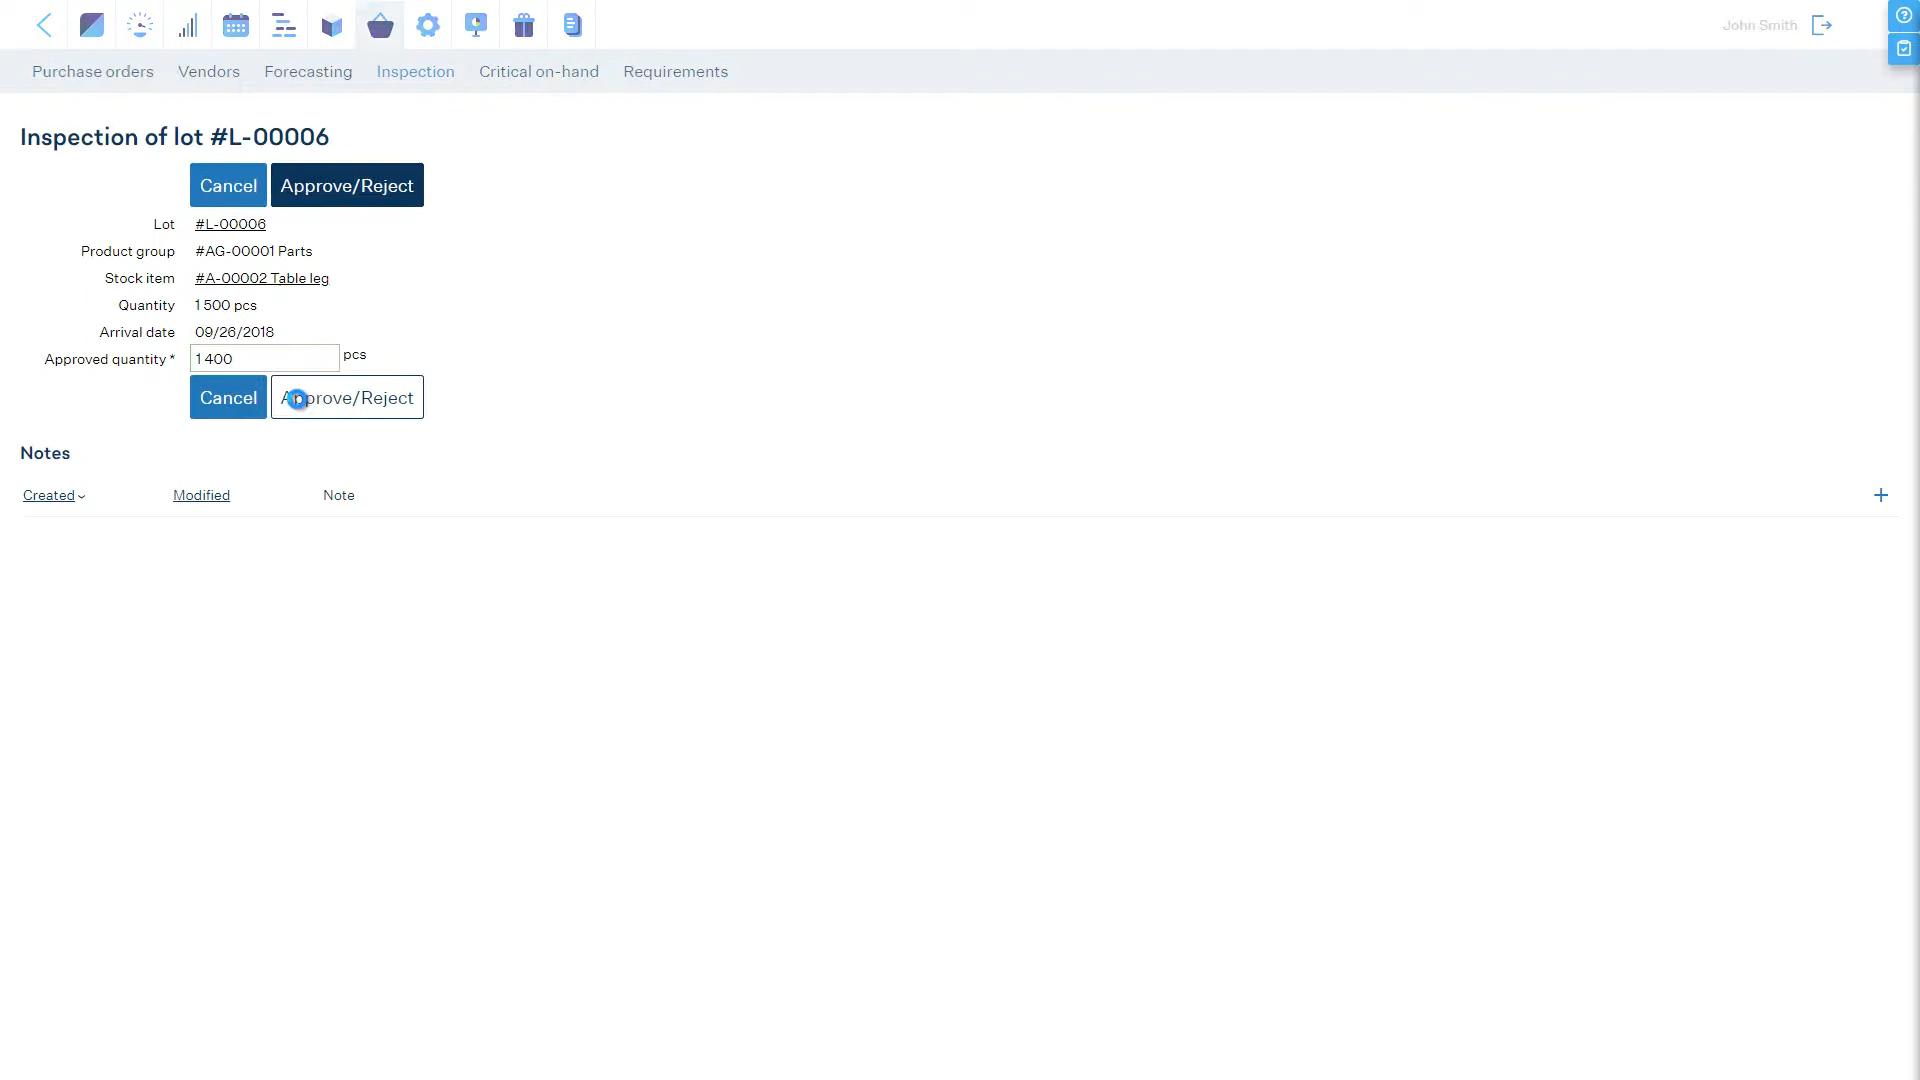 John Smith
Purchase orders Vendors Forecasting Inspection Critical on-hand Requirements
Inspection of lot #L-00006
Cancel Approve/Reject
Lot #L-00006
Product group #AG-00001 Parts
Stock item #A-00002 Table leg
Quantity 1 500 pcs
Arrival date 09/26/2018
Approved quantity * 1 400 pcs
Cancel Approve/Reject
Notes
Created Modified Note